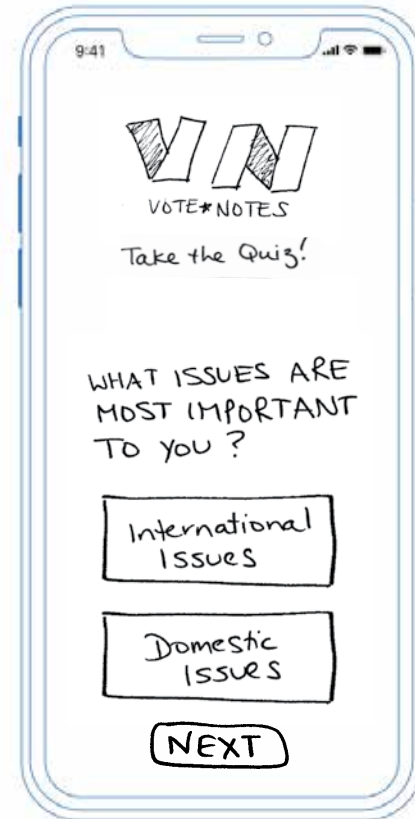 9:41
VN
VOTE★NOTES
Take the Quiz!
WHAT ISSUES ARE
MOST IMPORTANT
TO YOU?
International
Issues
Domestic
Issues
NEXT